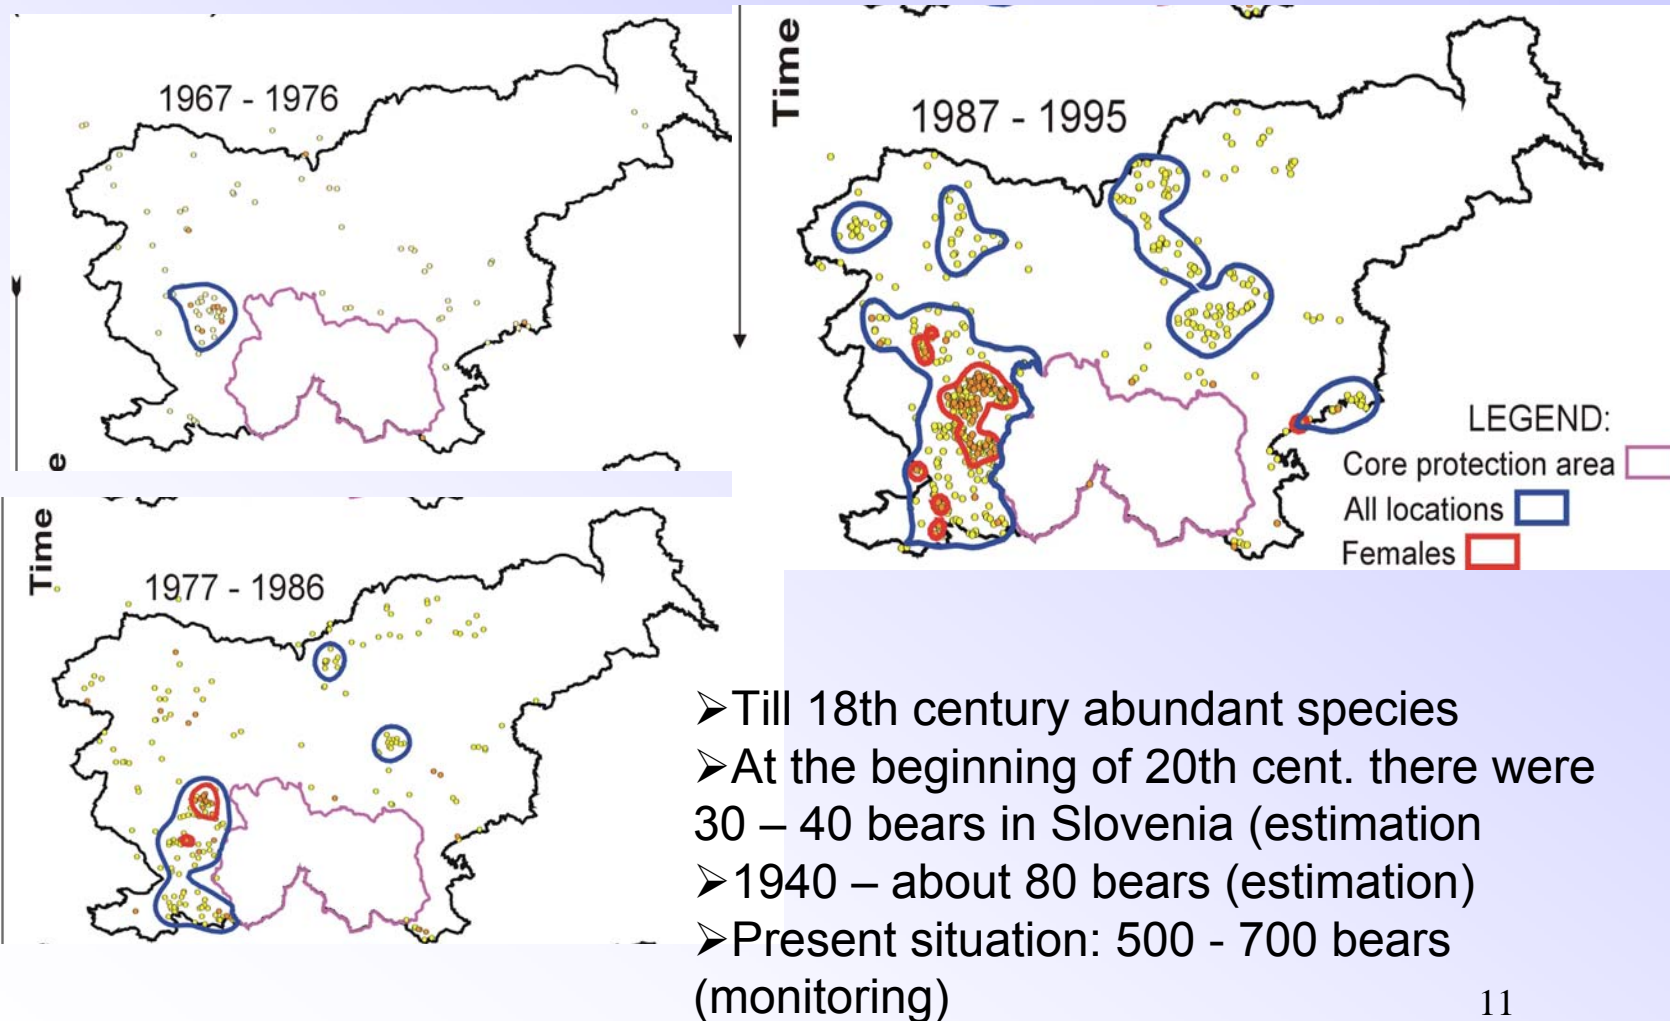 1967 - 1976
Time
1987 - 1995
LEGEND:
Core protection area
All locations
Females
e
Time
1977 - 1986
➢Till 18th century abundant species
➢At the beginning of 20th cent. there were
30 – 40 bears in Slovenia (estimation
➢1940 – about 80 bears (estimation)
➢Present situation: 500 - 700 bears
(monitoring)
11